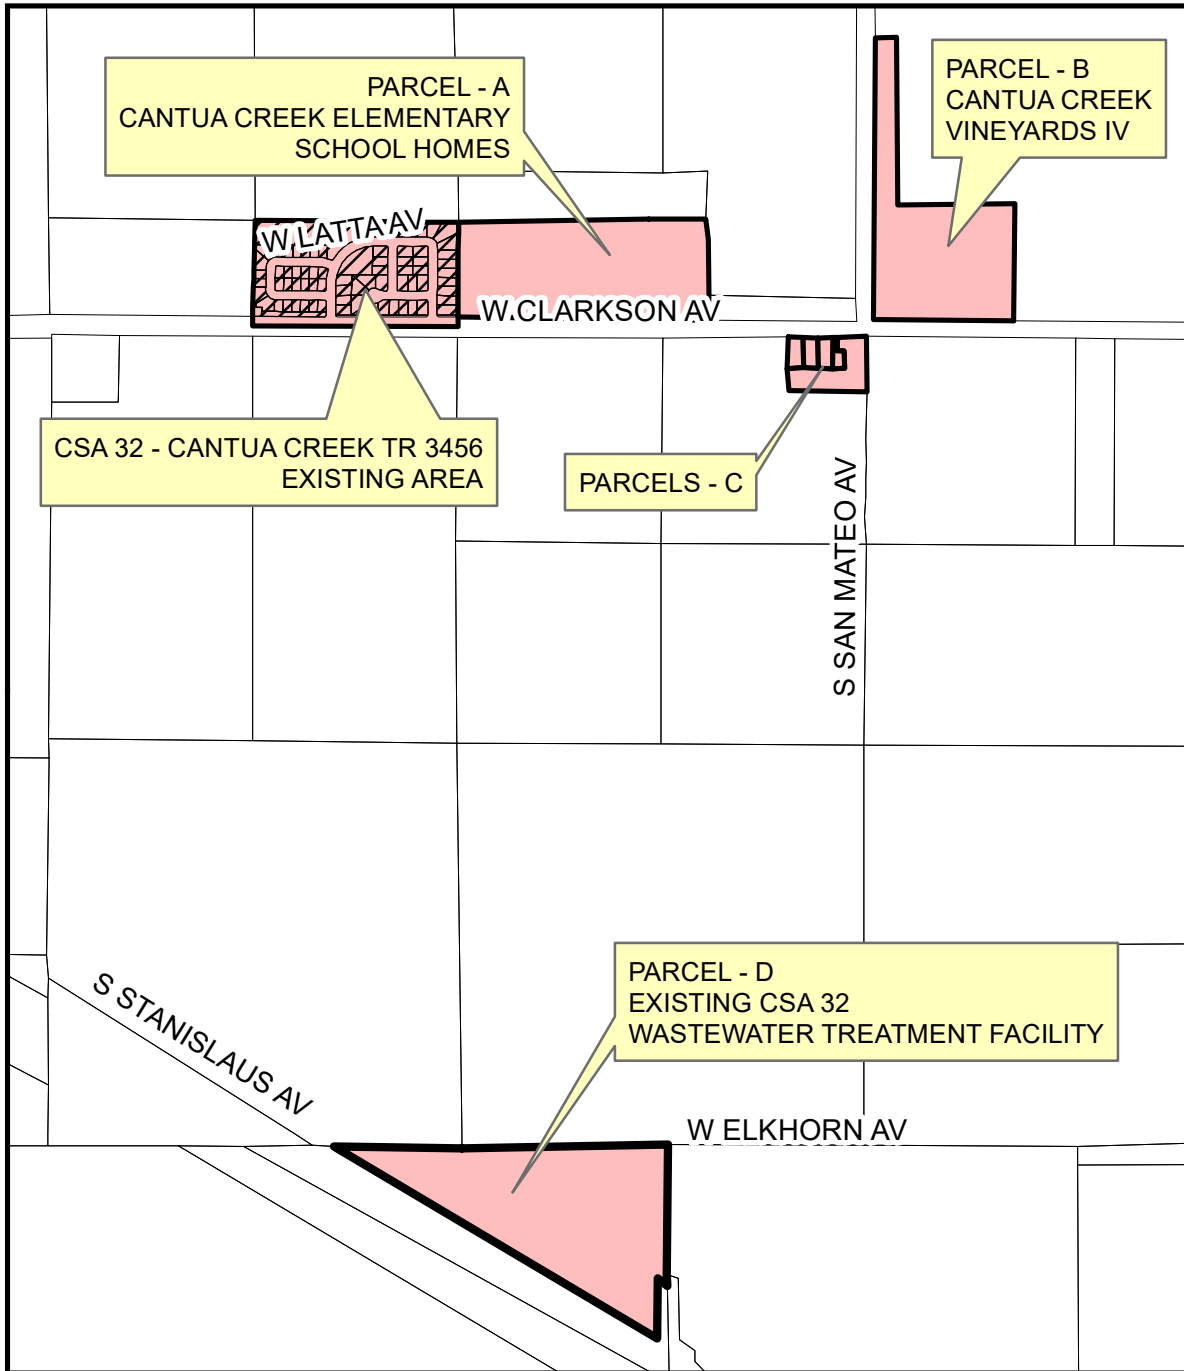 PARCEL - A
CANTUA CREEK ELEMENTARY
SCHOOL HOMES
PARCEL - B
CANTUA CREEK
VINEYARDS IV
W LATTA AV
W CLARKSON AV
CSA 32 - CANTUA CREEK TR 3456
EXISTING AREA
PARCELS - C
S SAN MATEO AV
PARCEL - D
EXISTING CSA 32
WASTEWATER TREATMENT FACILITY
S STANISLAUS AV
W ELKHORN AV